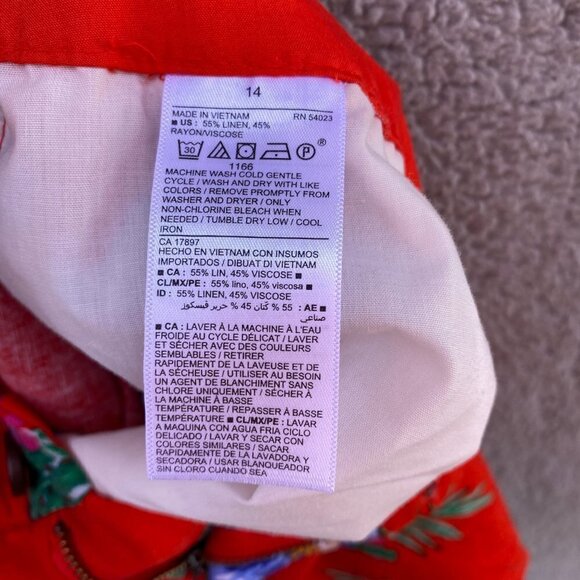 14
MADE IN VIETNAM RN 54023
■ US : 55% LINEN, 45%
RAYON/VISCOSE
30 P ®
1166
MACHINE WASH COLD GENTLE
CYCLE / WASH AND DRY WITH LIKE
COLORS / REMOVE PROMPTLY FROM
WASHER AND DRYER / ONLY
NON-CHLORINE BLEACH WHEN
NEEDED / TUMBLE DRY LOW / COOL
IRON
CA 17897
HECHO EN VIETNAM CON INSUMOS
IMPORTADOS / DIBUAT DI VIETNAM
■ CA : 55% LIN, 45% VISCOSE ■
CL/MX/PE : 55% lino, 45% viscosa ■
ID : 55% LINEN, 45% VISCOSE
■ AE : 55 % كتان 45 % حرير فيسكوز
صناعي
■ CA : LAVER À LA MACHINE À L'EAU
FROIDE AU CYCLE DÉLICAT / LAVER
ET SÉCHER AVEC DES COULEURS
SEMBLABLES / RETIRER
RAPIDEMENT DE LA LAVEUSE ET DE
LA SÉCHEUSE / UTILISER AU BESOIN
UN AGENT DE BLANCHIMENT SANS
CHLORE UNIQUEMENT / SÉCHER À
LA MACHINE À BASSE
TEMPÉRATURE / REPASSER À BASSE
TEMPÉRATURE ■ CL/MX/PE : LAVAR
A MAQUINA CON AGUA FRIA CICLO
DELICADO / LAVAR Y SECAR CON
COLORES SIMILARES / SACAR
RAPIDAMENTE DE LA LAVADORA Y
SECADORA / USAR BLANQUEADOR
SIN CLORO CUANDO SEA